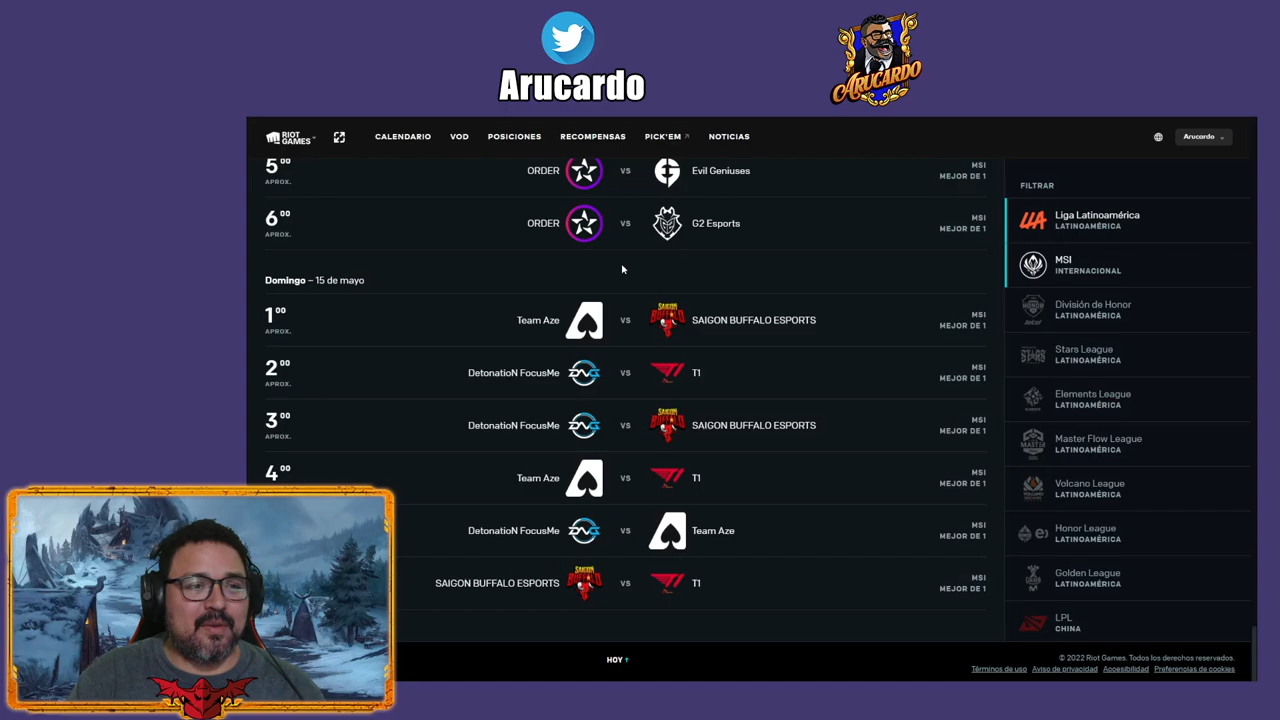 Arucardo
ARUCARDO
RIOT GAMES
CALENDARIO
VOD
POSICIONES
RECOMPENSAS
PICK'EM
NOTICIAS
Arucardo
5 00
APROX.
ORDER
VS
Evil Geniuses
MSI
MEJOR DE 1
6 00
APROX.
ORDER
VS
G2 Esports
MSI
MEJOR DE 1
Domingo – 15 de mayo
1 00
APROX.
Team Aze
VS
SAIGON BUFFALO
SAIGON BUFFALO ESPORTS
MSI
MEJOR DE 1
2 00
APROX.
DetonatioN FocusMe
VS
T1
MSI
MEJOR DE 1
3 00
APROX.
DetonatioN FocusMe
VS
SAIGON BUFFALO
SAIGON BUFFALO ESPORTS
MSI
MEJOR DE 1
4 00
Team Aze
VS
T1
MSI
MEJOR DE 1
DetonatioN FocusMe
VS
Team Aze
MSI
MEJOR DE 1
SAIGON BUFFALO ESPORTS
SAIGON BUFFALO
VS
T1
MSI
MEJOR DE 1
HOY ↑
FILTRAR
Liga Latinoamérica
LATINOAMÉRICA
MSI
INTERNACIONAL
División de Honor
LATINOAMÉRICA
Stars League
LATINOAMÉRICA
Elements League
LATINOAMÉRICA
Master Flow League
LATINOAMÉRICA
Volcano League
LATINOAMÉRICA
Honor League
LATINOAMÉRICA
Golden League
LATINOAMÉRICA
LPL
CHINA
© 2022 Riot Games. Todos los derechos reservados.
Términos de uso Aviso de privacidad Accesibilidad Preferencias de cookies